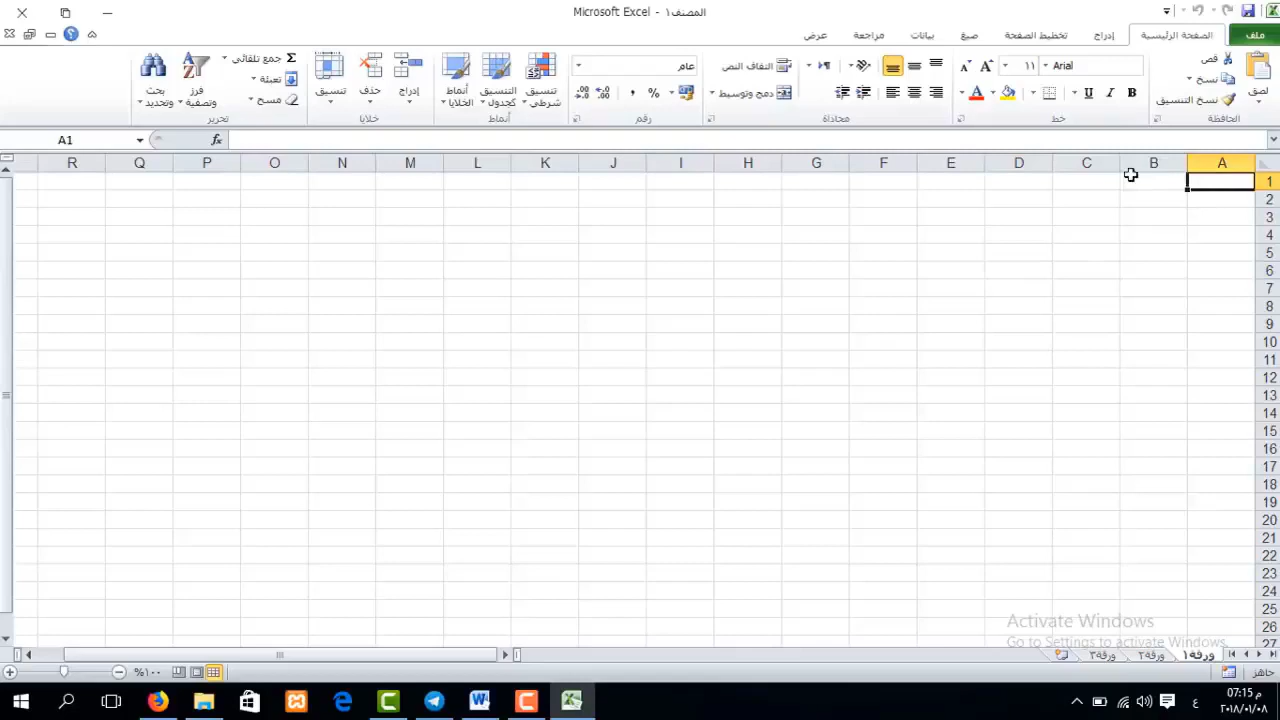 المصنف١ - Microsoft Excel
ملف
الصفحة الرئيسية
إدراج
تخطيط الصفحة
صيغ
بيانات
مراجعة
عرض
لصق
قص
نسخ
نسخ التنسيق
الحافظة
Arial
١١
خط
التفاف النص
دمج وتوسيط
محاذاة
عام
%
رقم
تنسيق شرطي
التنسيق كجدول
أنماط الخلايا
أنماط
إدراج
حذف
تنسيق
خلايا
جمع تلقائي
تعبئة
مسح
فرز وتصفية
بحث وتحديد
تحرير
A1
fx
A B C D E F G H I J K L M N O P Q R
1
2
3
4
5
6
7
8
9
10
11
12
13
14
15
16
17
18
19
20
21
22
23
24
25
26
27
Activate Windows
Go to Settings to activate Windows.
ورقة١
ورقة٢
ورقة٣
جاهز
%١٠٠
ع
07:15 م
٢٠١٨/٠١/٠٨